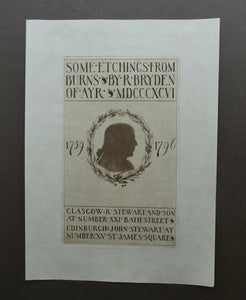 SOME·ETCHINGS·FROM
BURNS·BY·R·BRYDEN
OF·AYR·MDCCCXCVI
1759 1796
GLASGOW:R·STEWART AND SON
AT NUMBER XXI BATH STREET
EDINBURGH:JOHN STEWART AT
NUMBER XV ST JAMES SQUARE